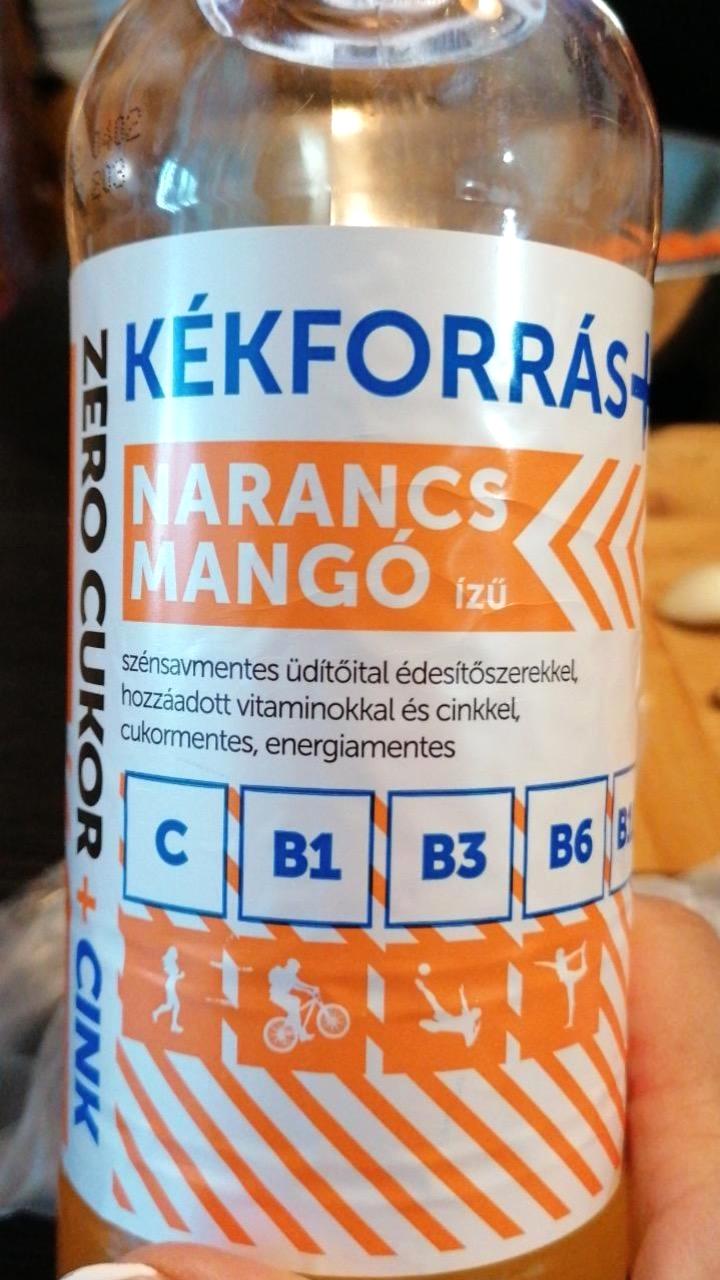 0402
KÉKFORRÁS+
NARANCS
MANGÓ ízű
szénsavmentes üdítőital édesítőszerekkel,
hozzáadott vitaminokkal és cinkkel,
cukormentes, energiamentes
C B1 B3 B6
ZERO CUKOR + CINK